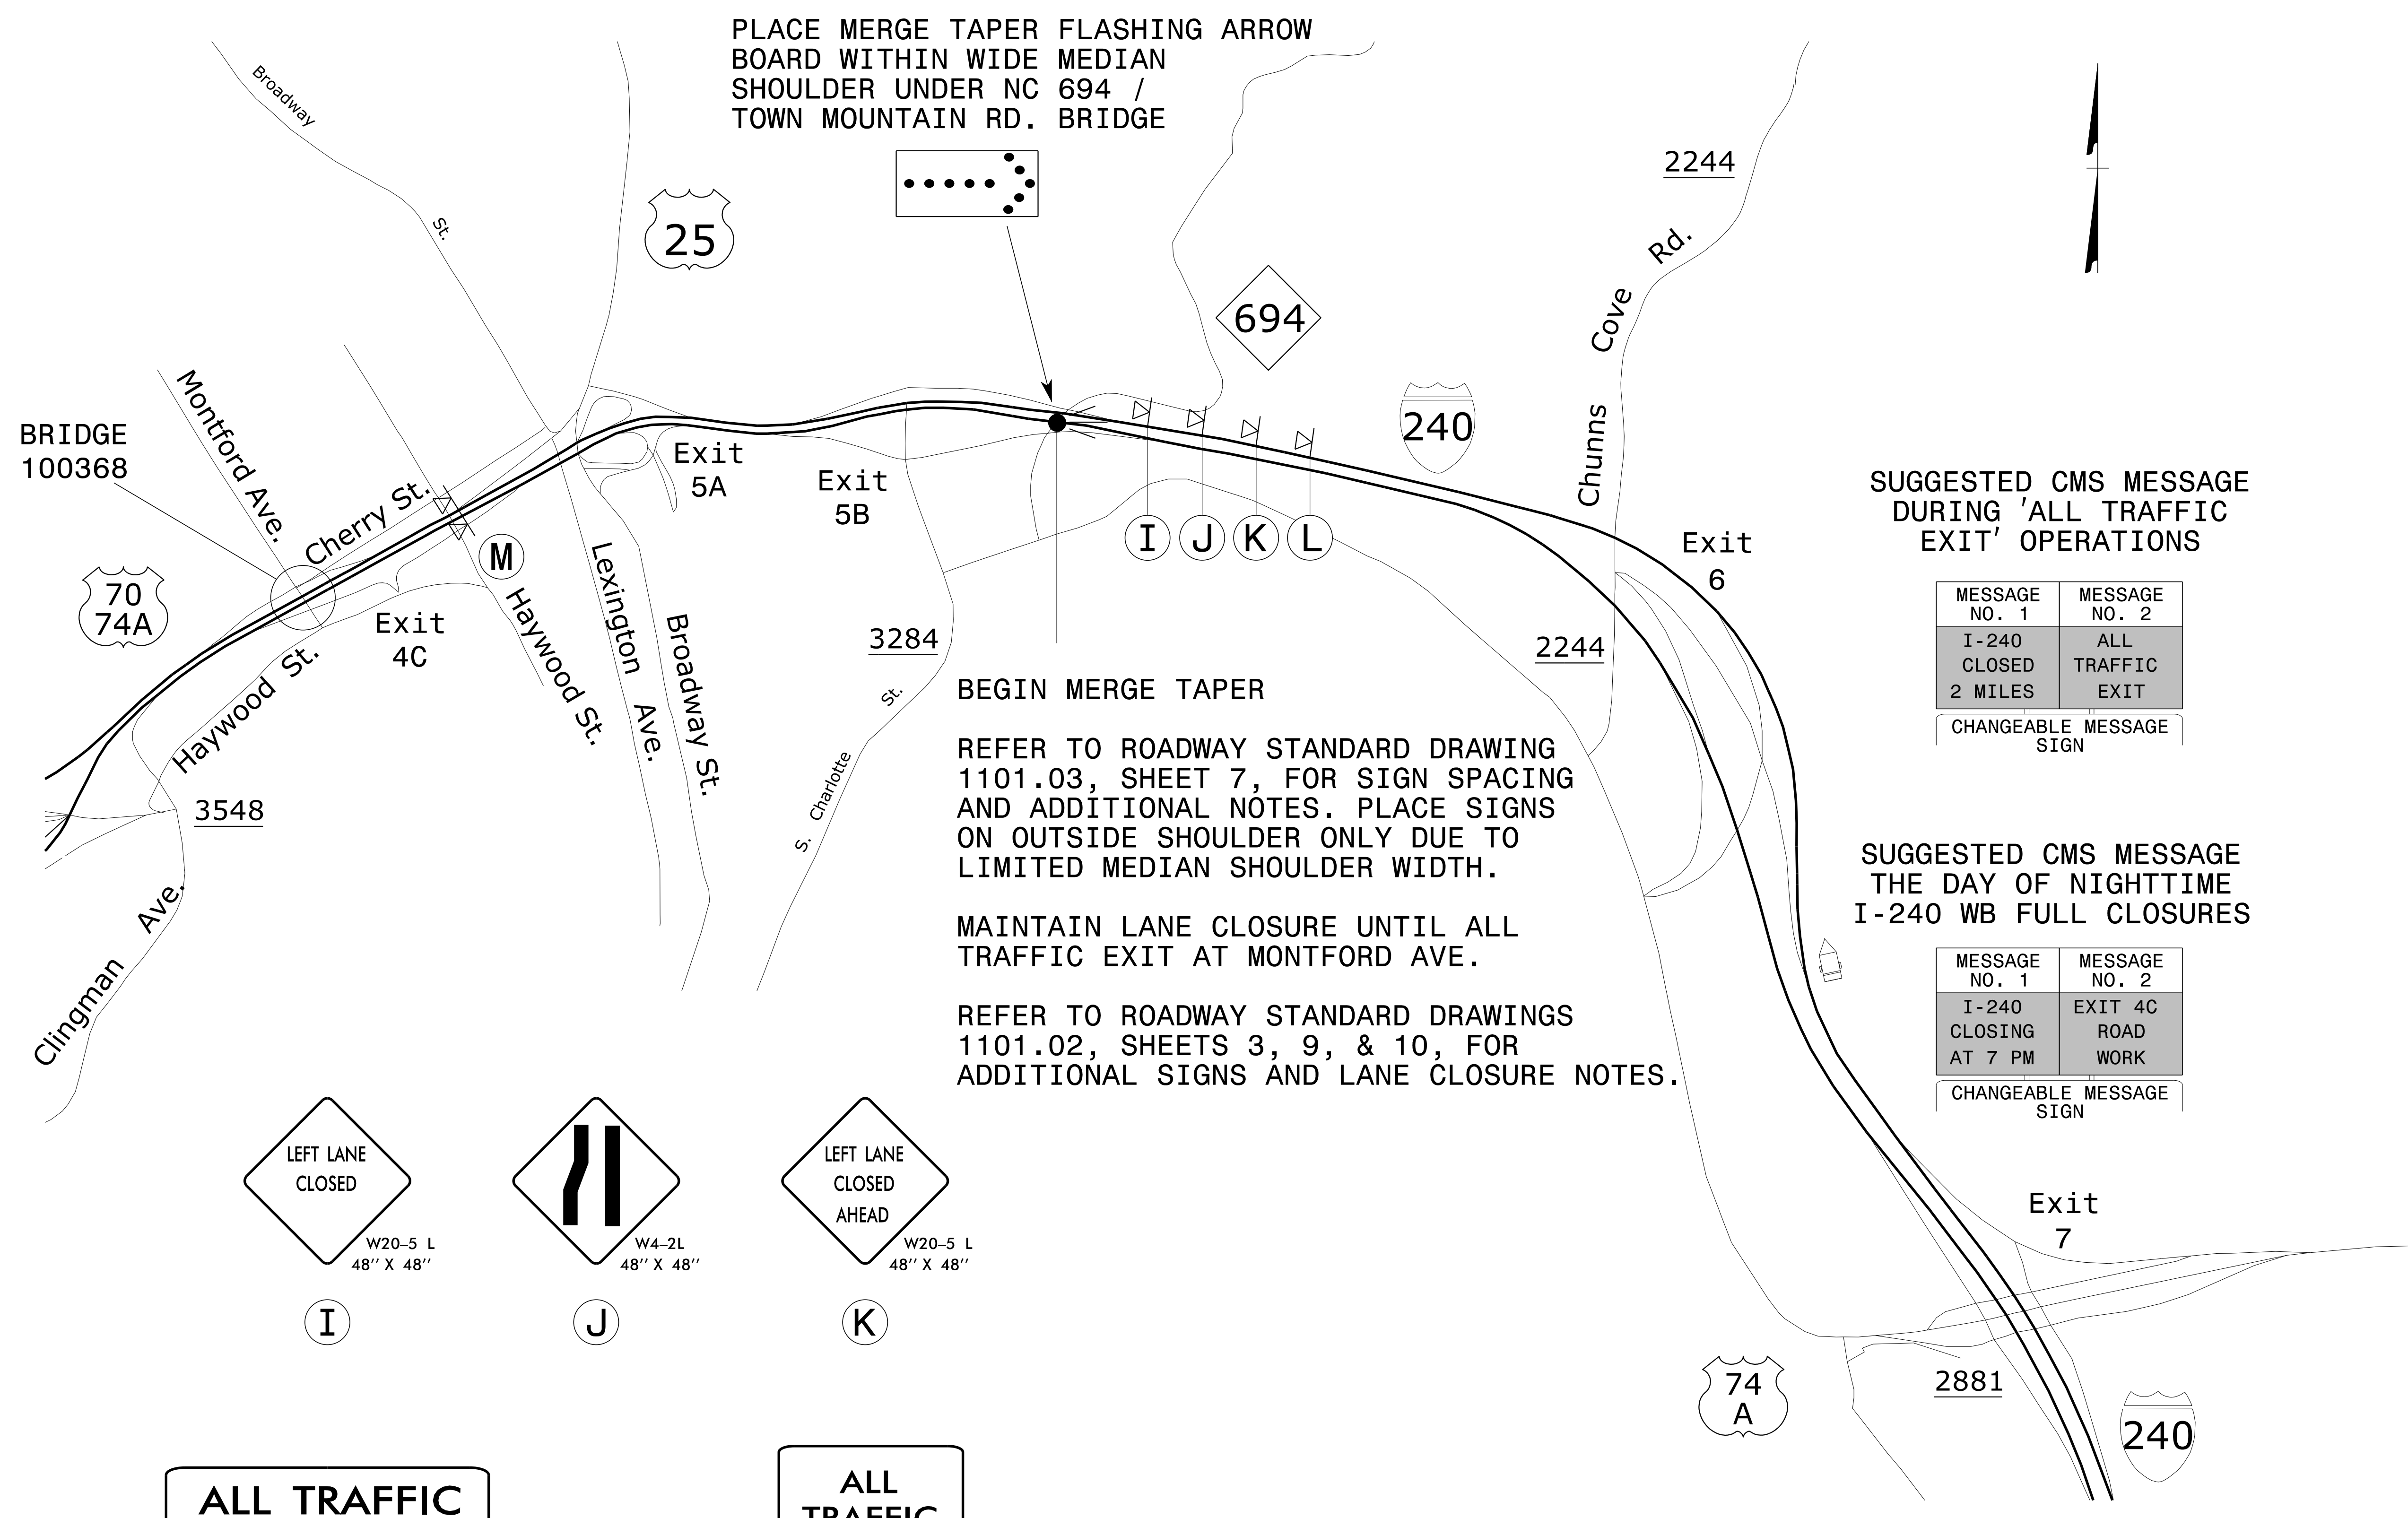 PLACE MERGE TAPER FLASHING ARROW
BOARD WITHIN WIDE MEDIAN
SHOULDER UNDER NC 694 /
TOWN MOUNTAIN RD. BRIDGE
Broadway
St.
25
694
2244
Chunns Cove Rd.
240
Montford Ave.
BRIDGE
100368
Cherry St.
70
74A
M
Exit
4C
Exit
5A
Exit
5B
I
J
K
L
Exit
6
2244
3284
S. Charlotte St.
Lexington Ave.
Broadway St.
Haywood St.
Haywood St.
3548
Clingman Ave.
BEGIN MERGE TAPER
REFER TO ROADWAY STANDARD DRAWING
1101.03, SHEET 7, FOR SIGN SPACING
AND ADDITIONAL NOTES. PLACE SIGNS
ON OUTSIDE SHOULDER ONLY DUE TO
LIMITED MEDIAN SHOULDER WIDTH.
MAINTAIN LANE CLOSURE UNTIL ALL
TRAFFIC EXIT AT MONTFORD AVE.
REFER TO ROADWAY STANDARD DRAWINGS
1101.02, SHEETS 3, 9, & 10, FOR
ADDITIONAL SIGNS AND LANE CLOSURE NOTES.
SUGGESTED CMS MESSAGE
DURING 'ALL TRAFFIC
EXIT' OPERATIONS
MESSAGE NO. 1
MESSAGE NO. 2
I-240 ALL
CLOSED TRAFFIC
2 MILES EXIT
CHANGEABLE MESSAGE
SIGN
SUGGESTED CMS MESSAGE
THE DAY OF NIGHTTIME
I-240 WB FULL CLOSURES
MESSAGE NO. 1
MESSAGE NO. 2
I-240 EXIT 4C
CLOSING ROAD
AT 7 PM WORK
CHANGEABLE MESSAGE
SIGN
Exit
7
74
A
2881
240
LEFT LANE
CLOSED
W20-5 L
48" X 48"
I
W4-2L
48" X 48"
J
LEFT LANE
CLOSED
AHEAD
W20-5 L
48" X 48"
K
ALL TRAFFIC
ALL
TRAFFIC